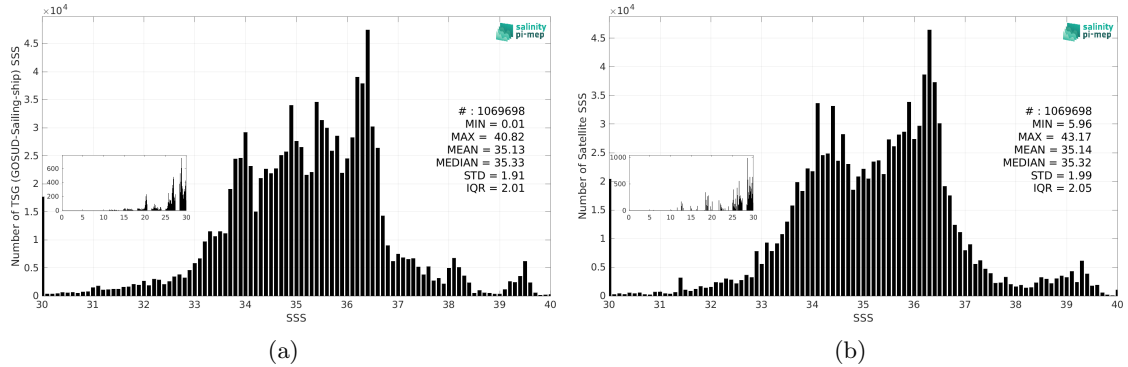 ×10⁴
salinity
pi-mep
Number of TSG (GOSUD-Sailing-ship) SSS
4.5
4
3.5
3
2.5
2
1.5
1
0.5
0
# : 1069698
MIN = 0.01
MAX = 40.82
MEAN = 35.13
MEDIAN = 35.33
STD = 1.91
IQR = 2.01
600
400
200
0
0 5 10 15 20 25 30
30 31 32 33 34 35 36 37 38 39 40
SSS
(a)
×10⁴
salinity
pi-mep
Number of Satellite SSS
4.5
4
3.5
3
2.5
2
1.5
1
0.5
0
# : 1069698
MIN = 5.96
MAX = 43.17
MEAN = 35.14
MEDIAN = 35.32
STD = 1.99
IQR = 2.05
1000
500
0
0 5 10 15 20 25 30
30 31 32 33 34 35 36 37 38 39 40
SSS
(b)